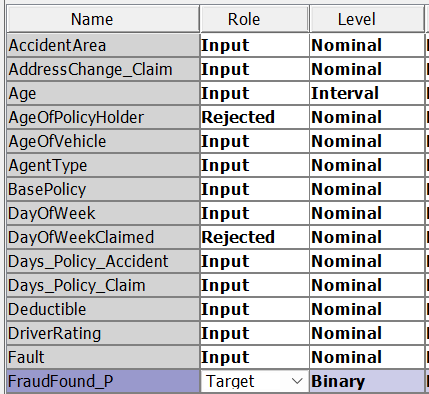 Name Role Level
AccidentArea Input Nominal
AddressChange_Claim Input Nominal
Age Input Interval
AgeOfPolicyHolder Rejected Nominal
AgeOfVehicle Input Nominal
AgentType Input Nominal
BasePolicy Input Nominal
DayOfWeek Input Nominal
DayOfWeekClaimed Rejected Nominal
Days_Policy_Accident Input Nominal
Days_Policy_Claim Input Nominal
Deductible Input Nominal
DriverRating Input Nominal
Fault Input Nominal
FraudFound_P Target Binary